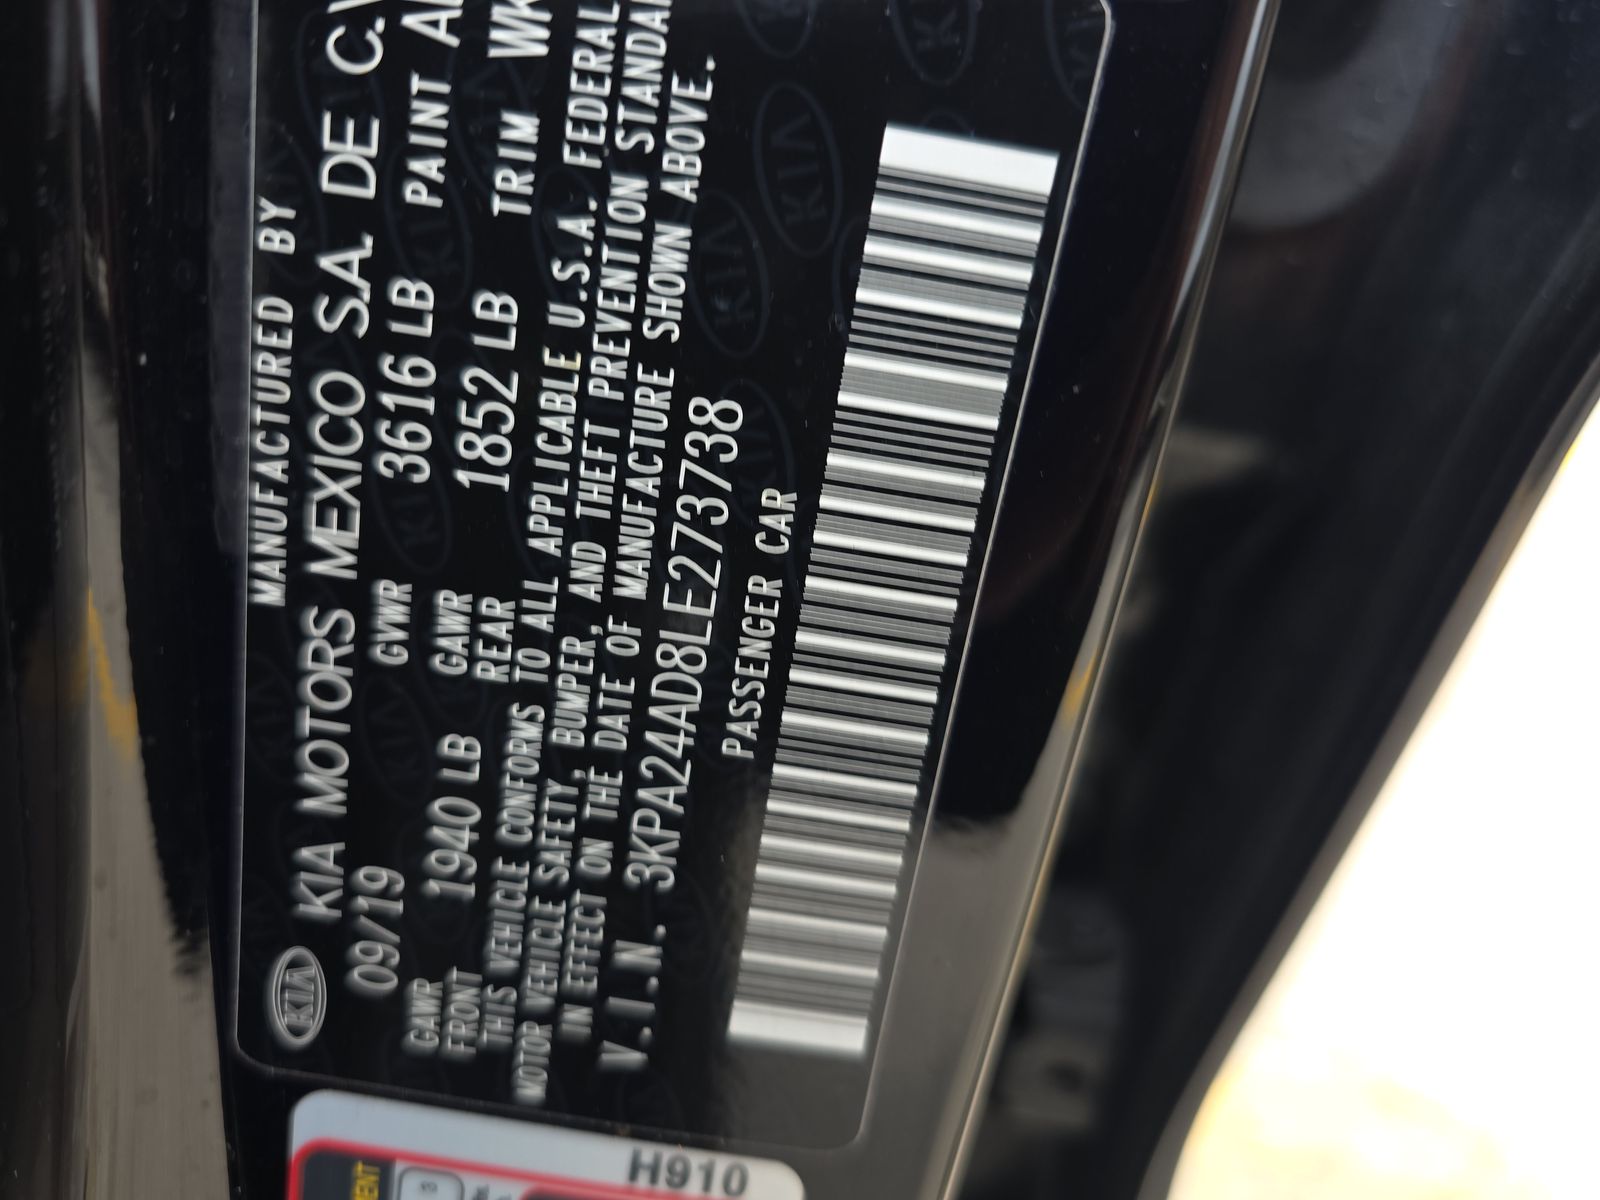 KIA
MANUFACTURED BY
KIA MOTORS MEXICO S.A. DE C.V
09/19 GVWR 3616 LB PAINT
GAWR FRONT 1940 LB GAWR REAR 1852 LB TRIM WK
THIS VEHICLE CONFORMS TO ALL APPLICABLE U.S.A. FEDERAL
MOTOR VEHICLE SAFETY, BUMPER, AND THEFT PREVENTION
IN EFFECT ON THE DATE OF MANUFACTURE SHOWN ABOVE.
V.I.N. 3KPA24AD8LE273738
PASSENGER CAR
H910